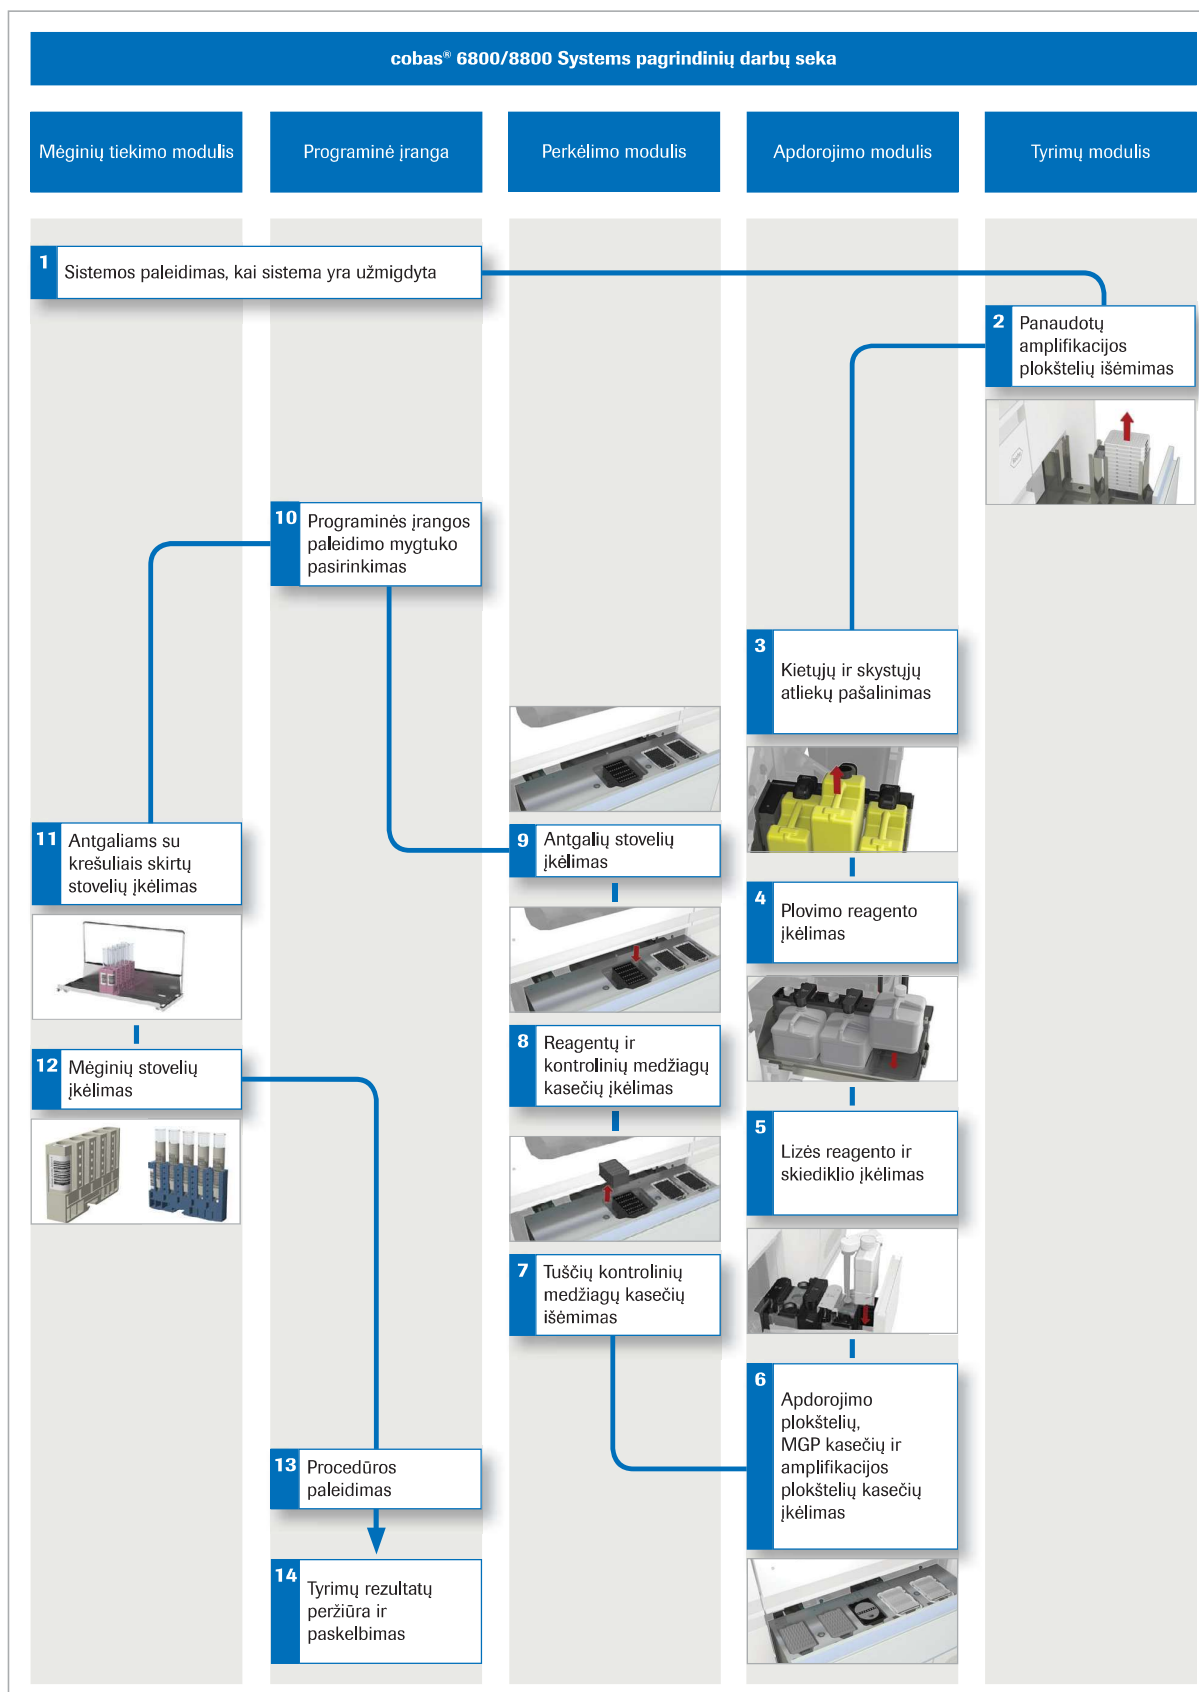 cobas® 6800/8800 Systems pagrindinių darbų seka
Mėginių tiekimo modulis
Programinė įranga
Perkėlimo modulis
Apdorojimo modulis
Tyrimų modulis
1
Sistemos paleidimas, kai sistema yra užmigdyta
2
Panaudotų
amplifikacijos
plokštelių išėmimas
3
Kietųjų ir skystųjų
atliekų pašalinimas
4
Plovimo reagento
įkėlimas
5
Lizės reagento ir
skiediklio įkėlimas
6
Apdorojimo
plokštelių,
MGP kasečių ir
amplifikacijos
plokštelių kasečių
įkėlimas
7
Tuščių kontrolinių
medžiagų kasečių
išėmimas
8
Reagentų ir
kontrolinių medžiagų
kasečių įkėlimas
9
Antgalių stovelių
įkėlimas
10
Programinės įrangos
paleidimo mygtuko
pasirinkimas
11
Antgaliams su
krešuliais skirtų
stovelių įkėlimas
12
Mėginių stovelių
įkėlimas
13
Procedūros
paleidimas
14
Tyrimų rezultatų
peržiūra ir
paskelbimas